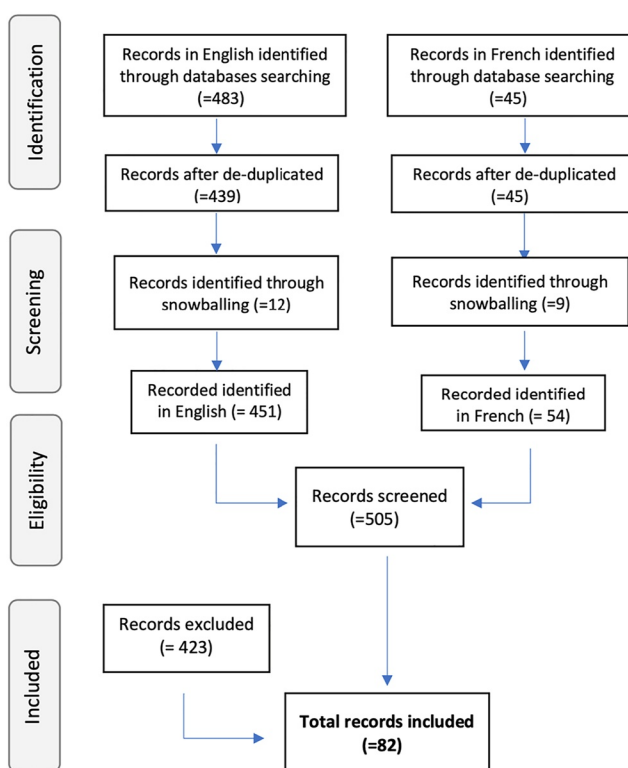 Identification
Records in English identified
through databases searching
(=483)
Records in French identified
through database searching
(=45)
Records after de-duplicated
(=439)
Records after de-duplicated
(=45)
Screening
Records identified through
snowballing (=12)
Records identified through
snowballing (=9)
Recorded identified
in English (= 451)
Recorded identified
in French (= 54)
Eligibility
Records screened
(=505)
Included
Records excluded
(= 423)
Total records included
(=82)